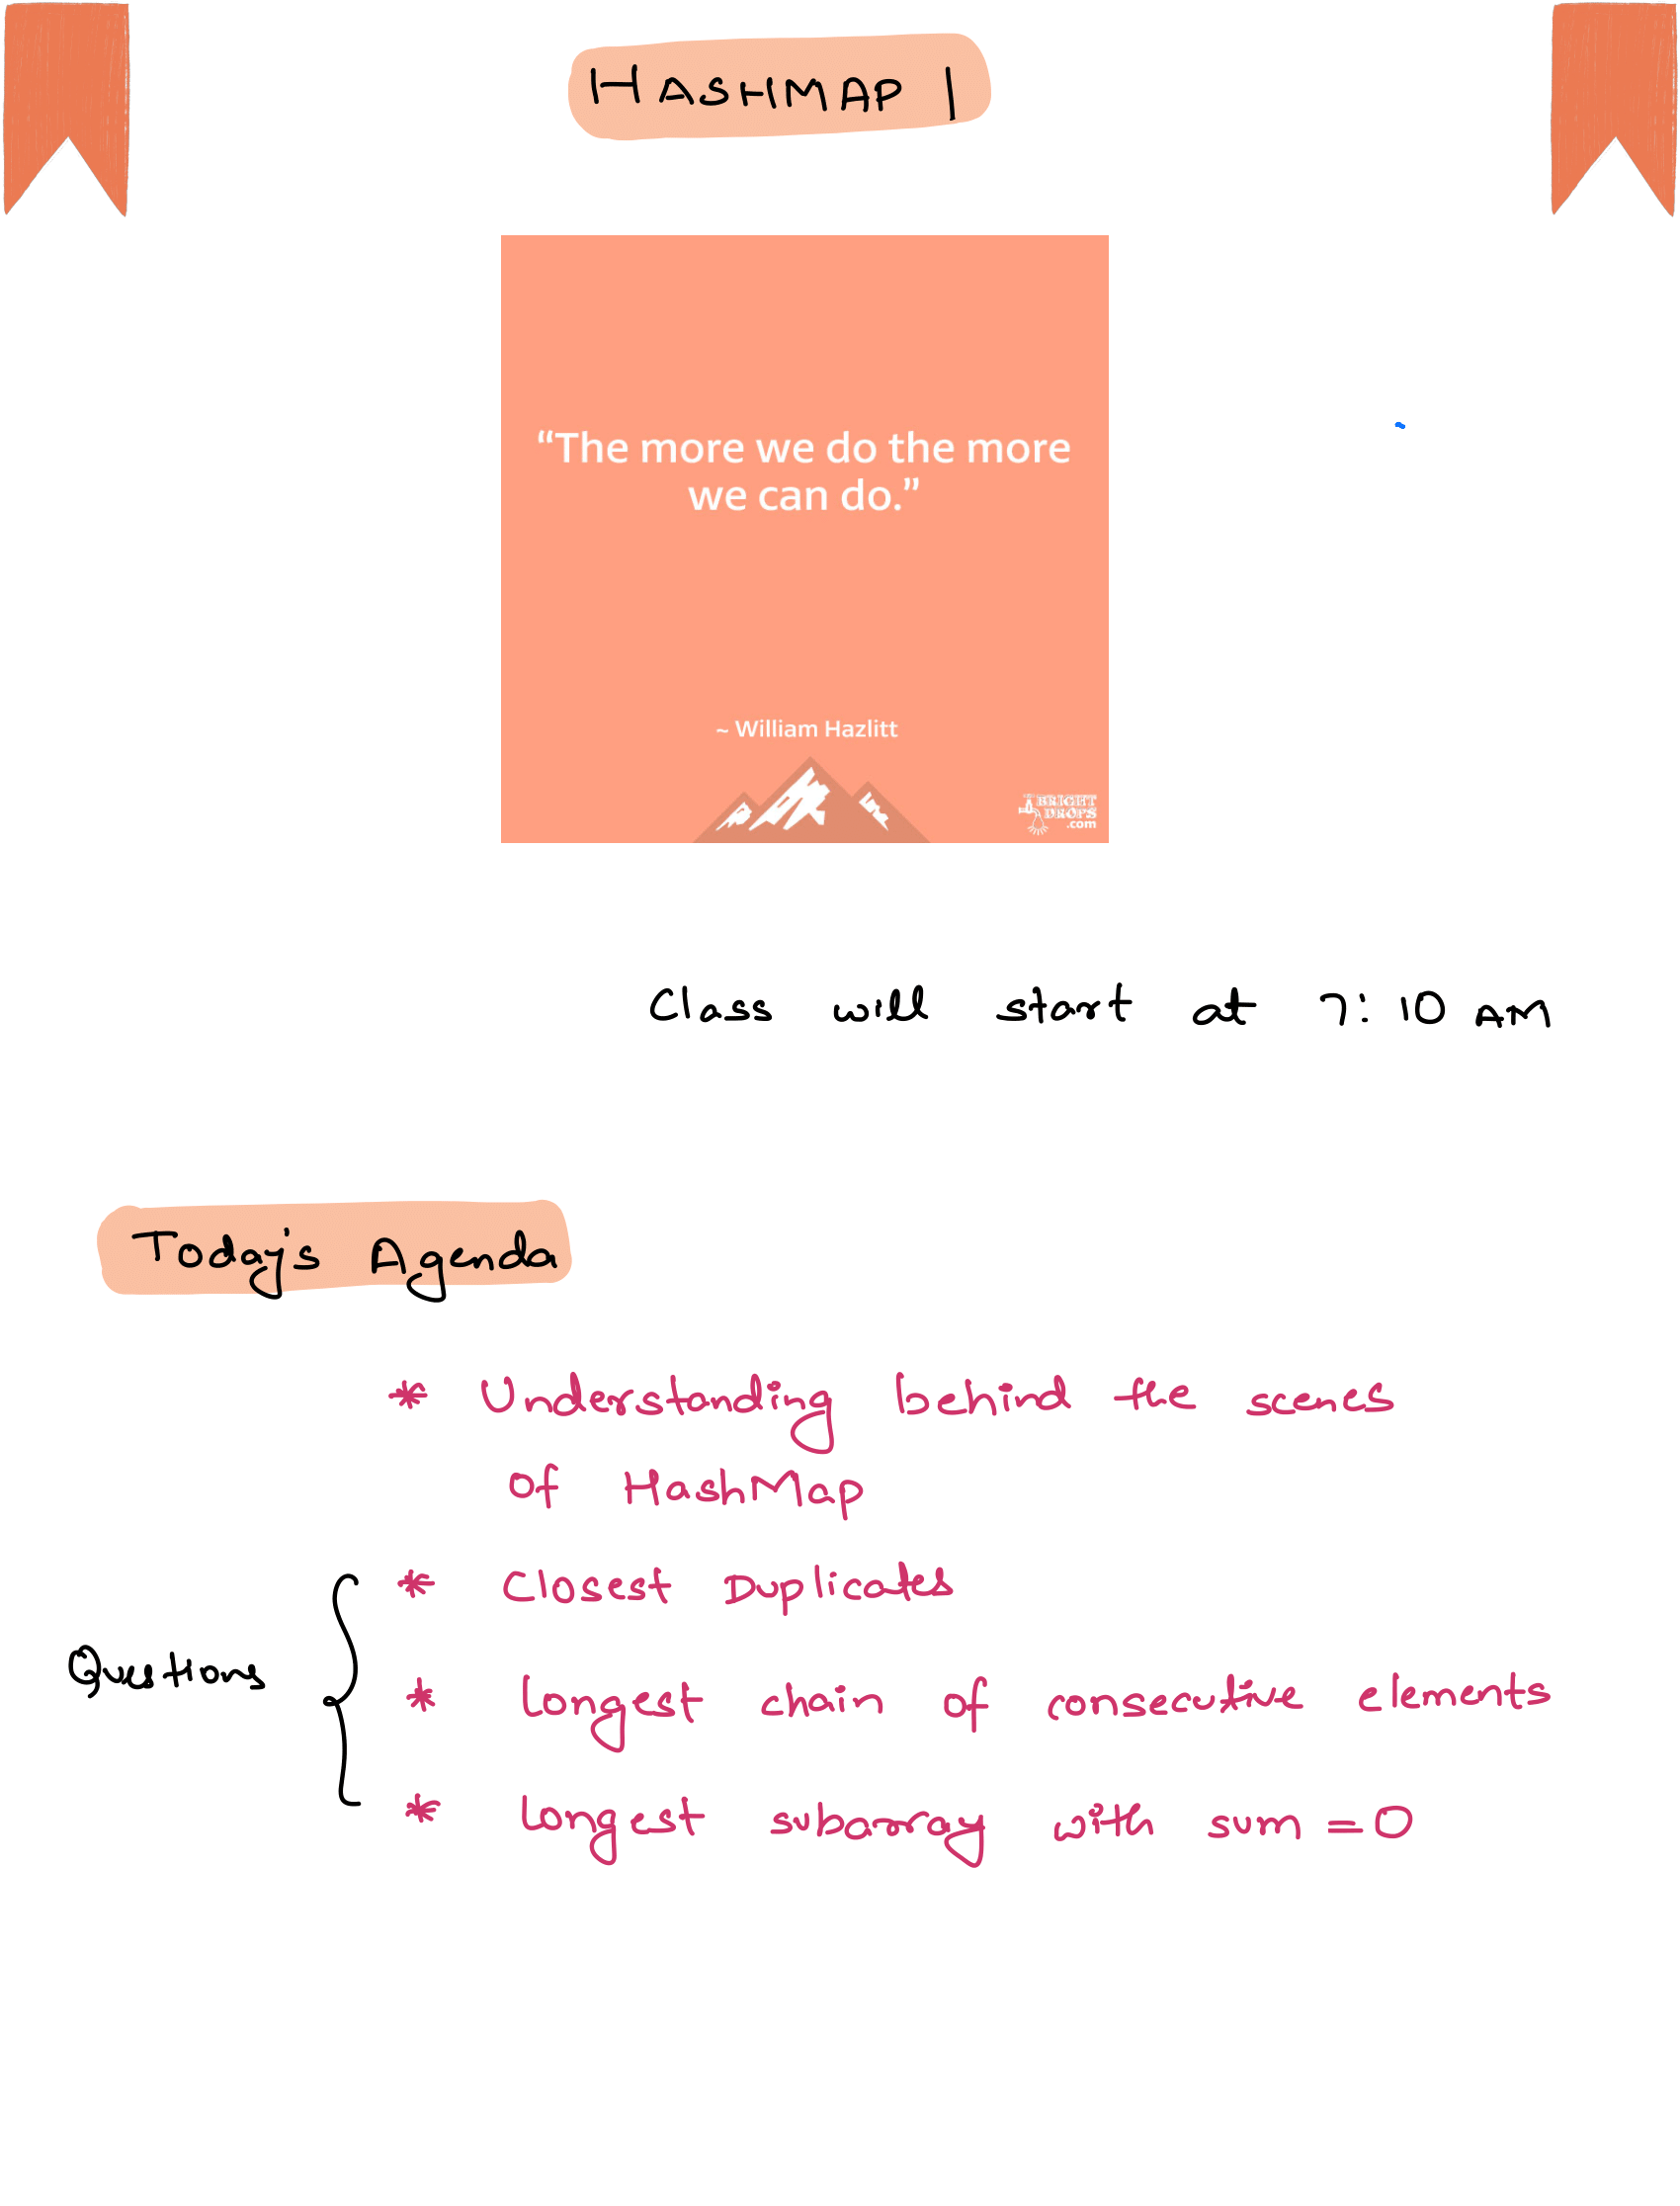 HASHMAP 1
“The more we do the more
we can do.”
~ William Hazlitt
BRIGHT
DROPS
.com
Class will start at 7:10 AM
Today's Agenda
* Understanding behind the scenes
of HashMap
* Closest Duplicates
Questions
* Longest chain of consecutive elements
* Longest subarray with sum = 0